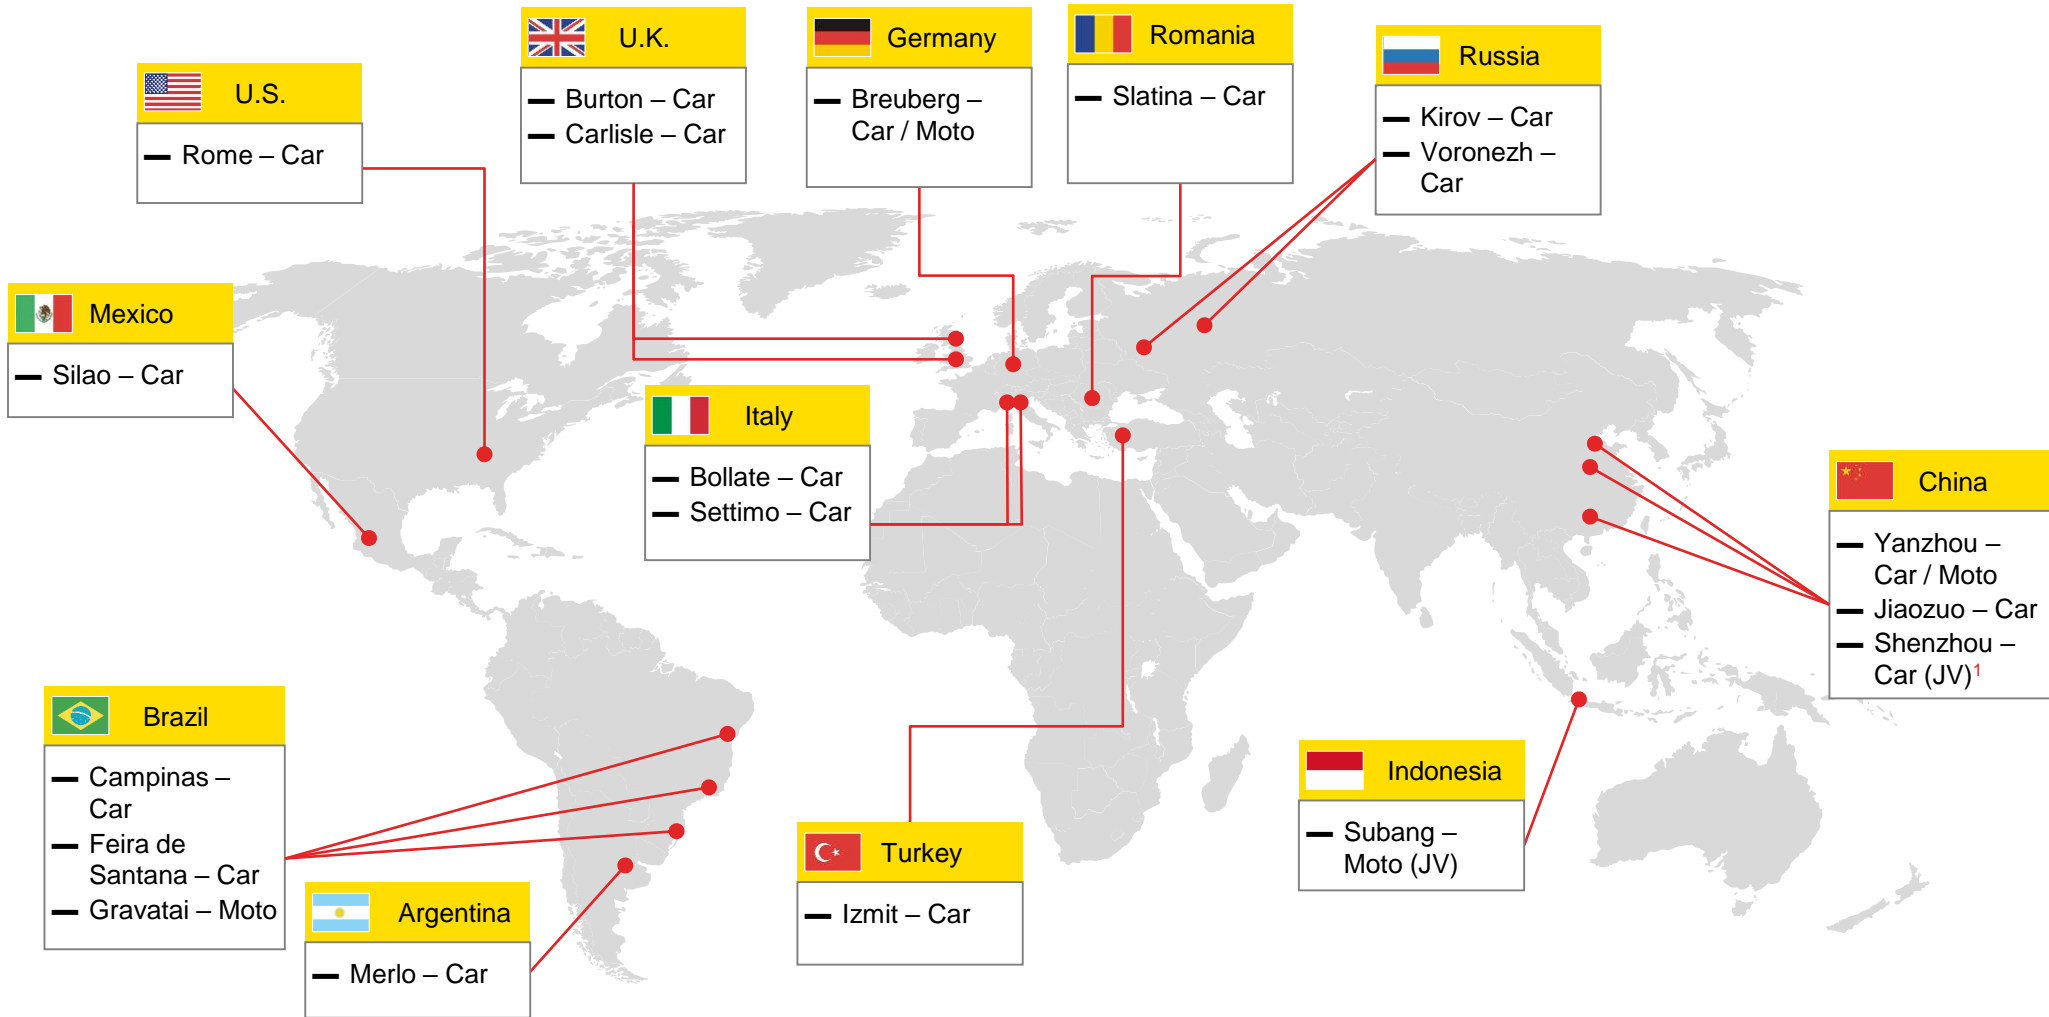 U.S.
— Rome – Car
U.K.
— Burton – Car
— Carlisle – Car
Germany
— Breuberg –
Car / Moto
Romania
— Slatina – Car
Russia
— Kirov – Car
— Voronezh –
Car
Mexico
— Silao – Car
Italy
— Bollate – Car
— Settimo – Car
China
— Yanzhou –
Car / Moto
— Jiaozuo – Car
— Shenzhou –
Car (JV)¹
Brazil
— Campinas –
Car
— Feira de
Santana – Car
— Gravatai – Moto
Argentina
— Merlo – Car
Turkey
— Izmit – Car
Indonesia
— Subang –
Moto (JV)